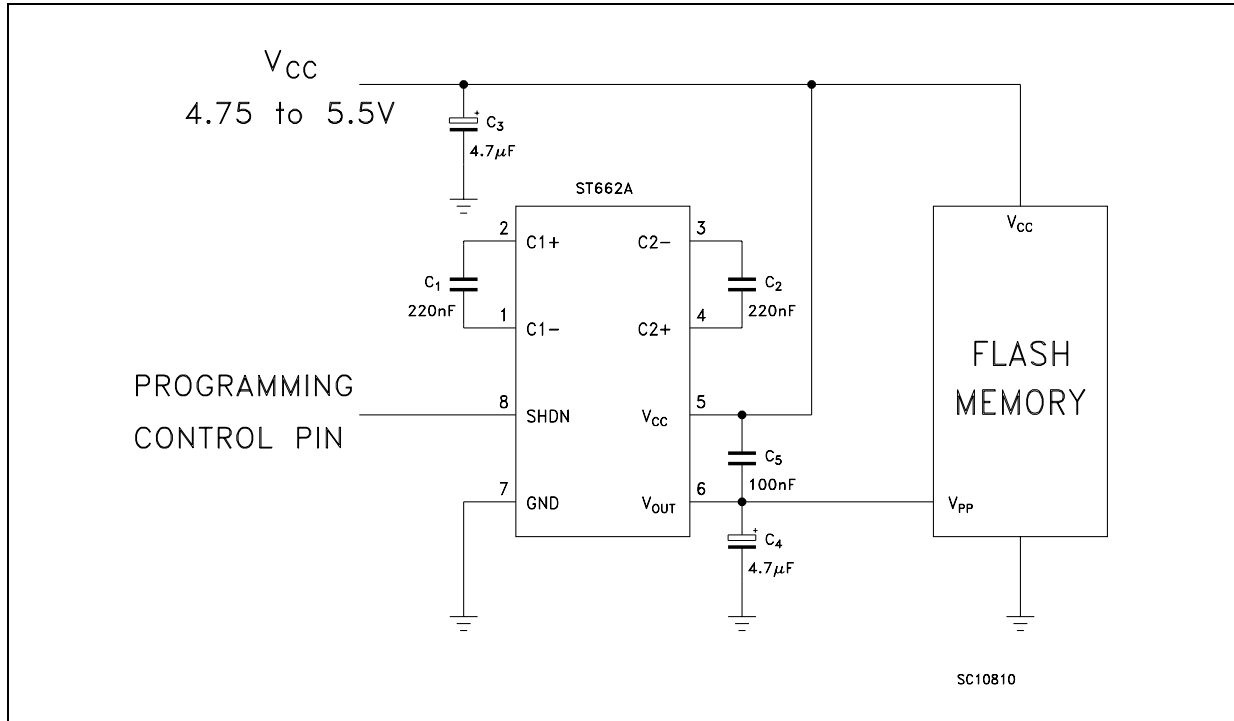 V_CC
4.75 to 5.5V
+
C_3
4.7μF
ST662A
2
C1+
C2-
3
C_1
220nF
C_2
220nF
1
C1-
C2+
4
V_CC
FLASH
MEMORY
PROGRAMMING
CONTROL PIN
8
SHDN
V_CC
5
C_5
100nF
7
GND
V_OUT
6
V_PP
+
C_4
4.7μF
SC10810